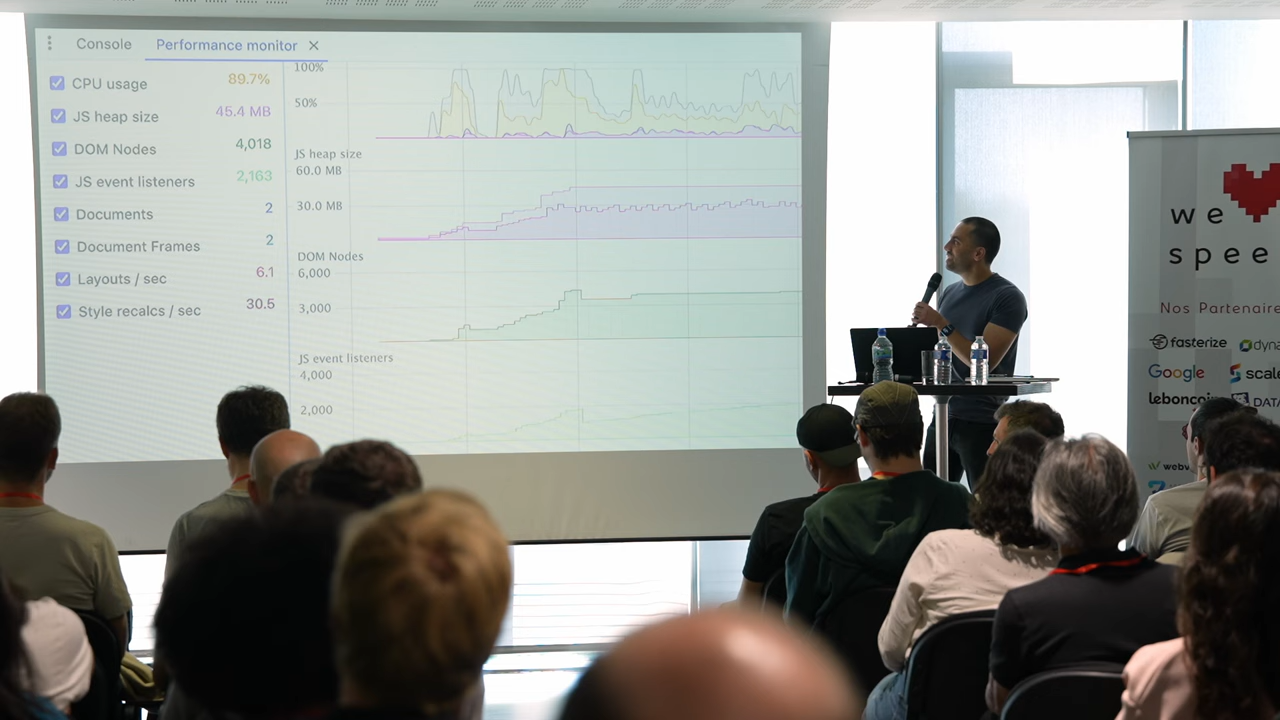 Console Performance monitor
CPU usage 89.7%
JS heap size 45.4 MB
DOM Nodes 4,018
JS event listeners 2,163
Documents 2
Document Frames 2
Layouts / sec 6.1
Style recalcs / sec 30.5
100%
50%
JS heap size
60.0 MB
30.0 MB
DOM Nodes
6,000
3,000
JS event listeners
4,000
2,000
we
spee
Nos Partenaire
fasterize dyna
Google scale
leboncoin DATA
webv